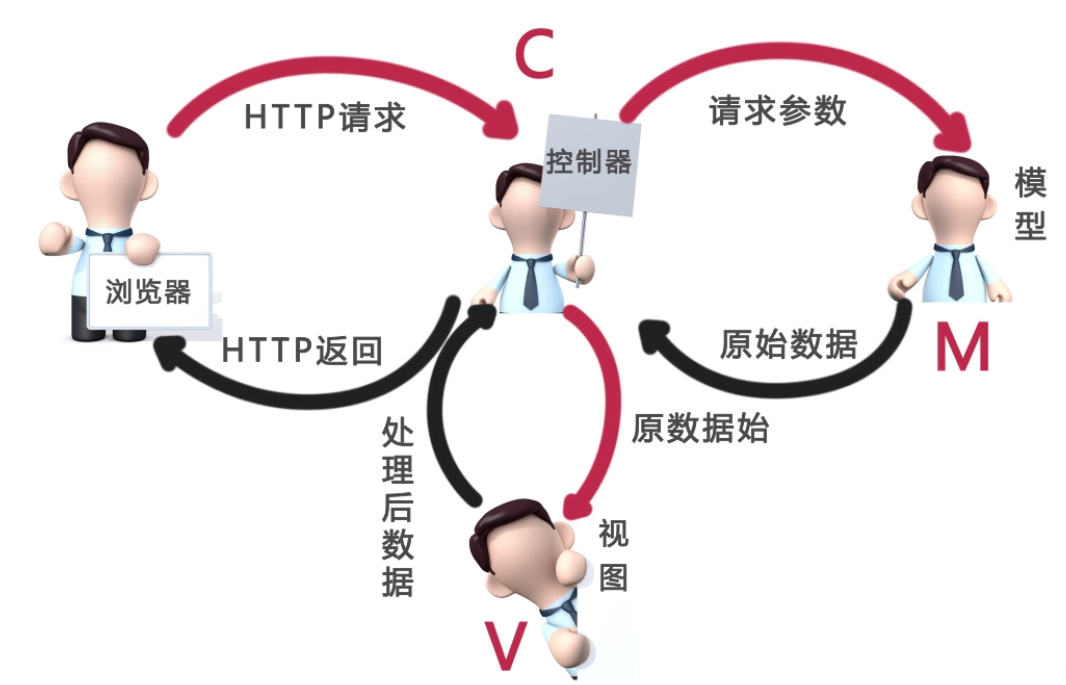 C
HTTP请求
请求参数
控制器
模型
浏览器
HTTP返回
原始数据
M
原数据始
处理后数据
视图
V